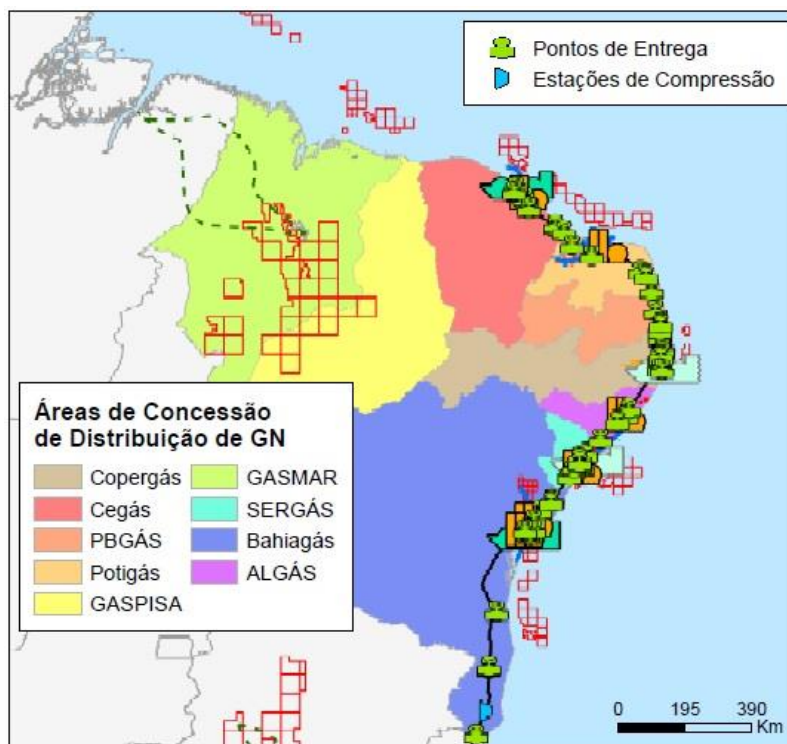 Pontos de Entrega
Estações de Compressão
Áreas de Concessão
de Distribuição de GN
Copergás
GASMAR
Cegás
SERGÁS
PBGÁS
Bahiagás
Potigás
ALGÁS
GASPISA
0 195 390
Km